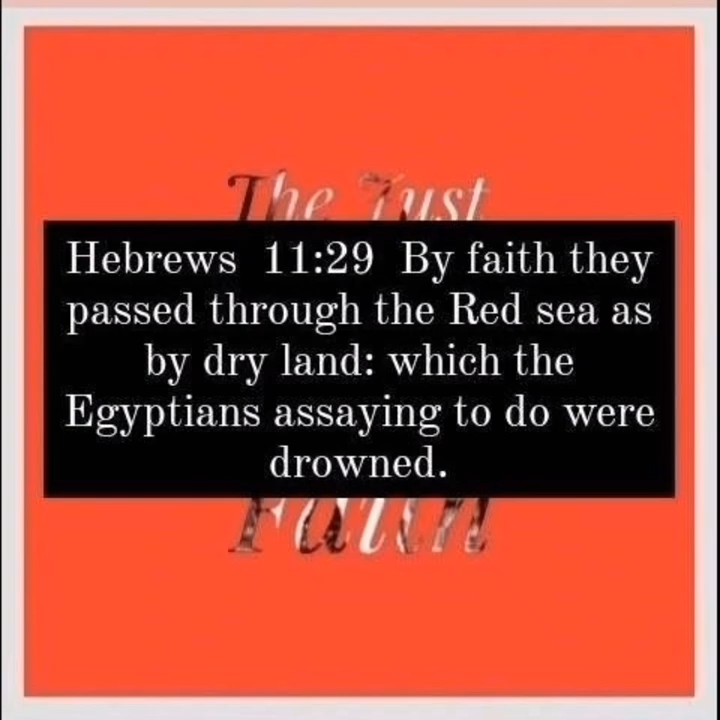 The Just
Hebrews 11:29 By faith they
passed through the Red sea as
by dry land: which the
Egyptians assaying to do were
drowned.
Faith